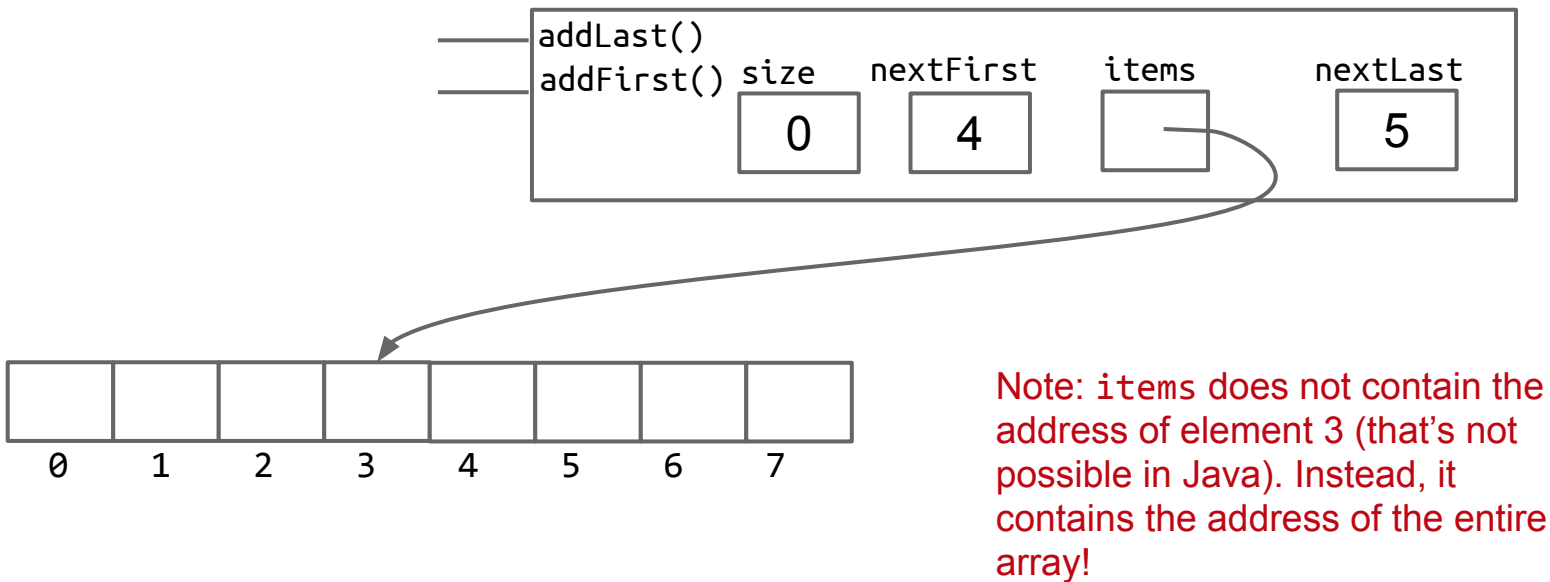 addLast()
addFirst()
size
nextFirst
items
nextLast
0
4
5
0 1 2 3 4 5 6 7
Note: items does not contain the
address of element 3 (that's not
possible in Java). Instead, it
contains the address of the entire
array!